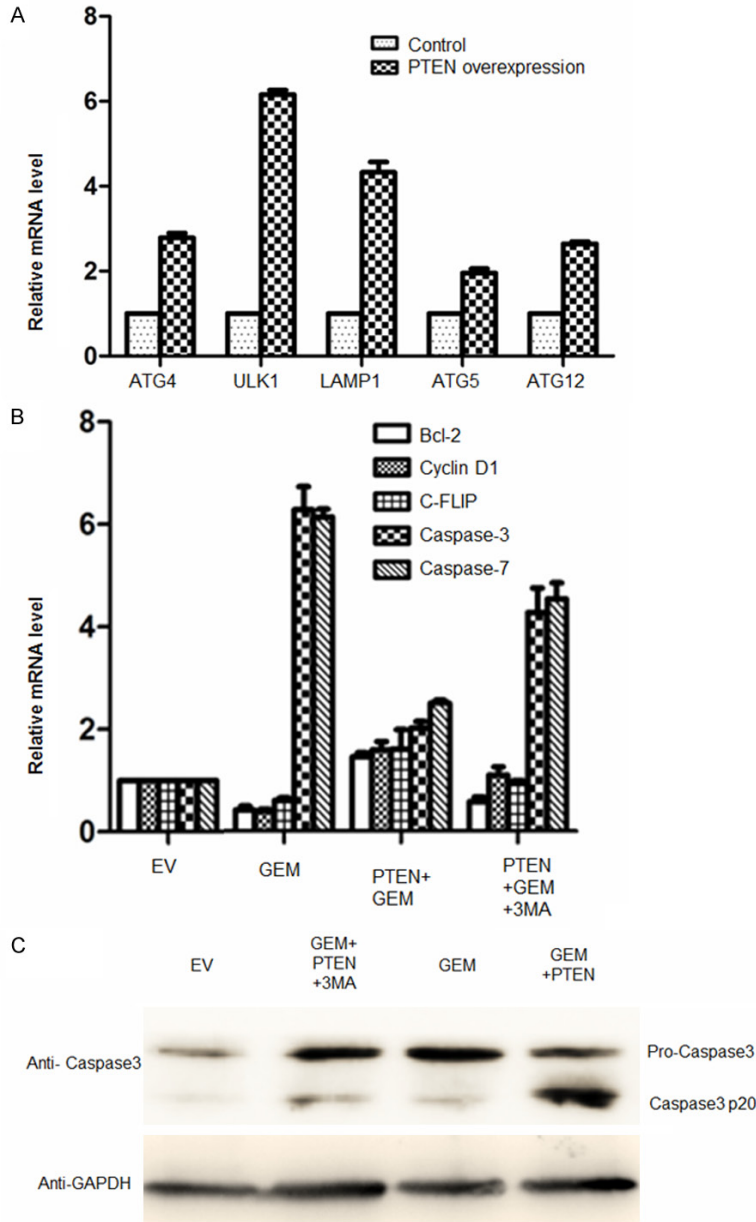 A
8
6
4
2
0
Relative mRNA level
Control
PTEN overexpression
ATG4 ULK1 LAMP1 ATG5 ATG12
B
8
6
4
2
0
Relative mRNA level
Bcl-2
Cyclin D1
C-FLIP
Caspase-3
Caspase-7
EV
GEM
PTEN+
GEM
PTEN
+GEM
+3MA
C
EV
GEM+
PTEN
+3MA
GEM
GEM
+PTEN
Anti- Caspase3
Pro-Caspase3
Caspase3 p20
Anti-GAPDH